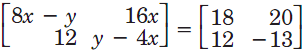 [8x − y 16x] = [18 20]
[12 y − 4x] [12 −13]